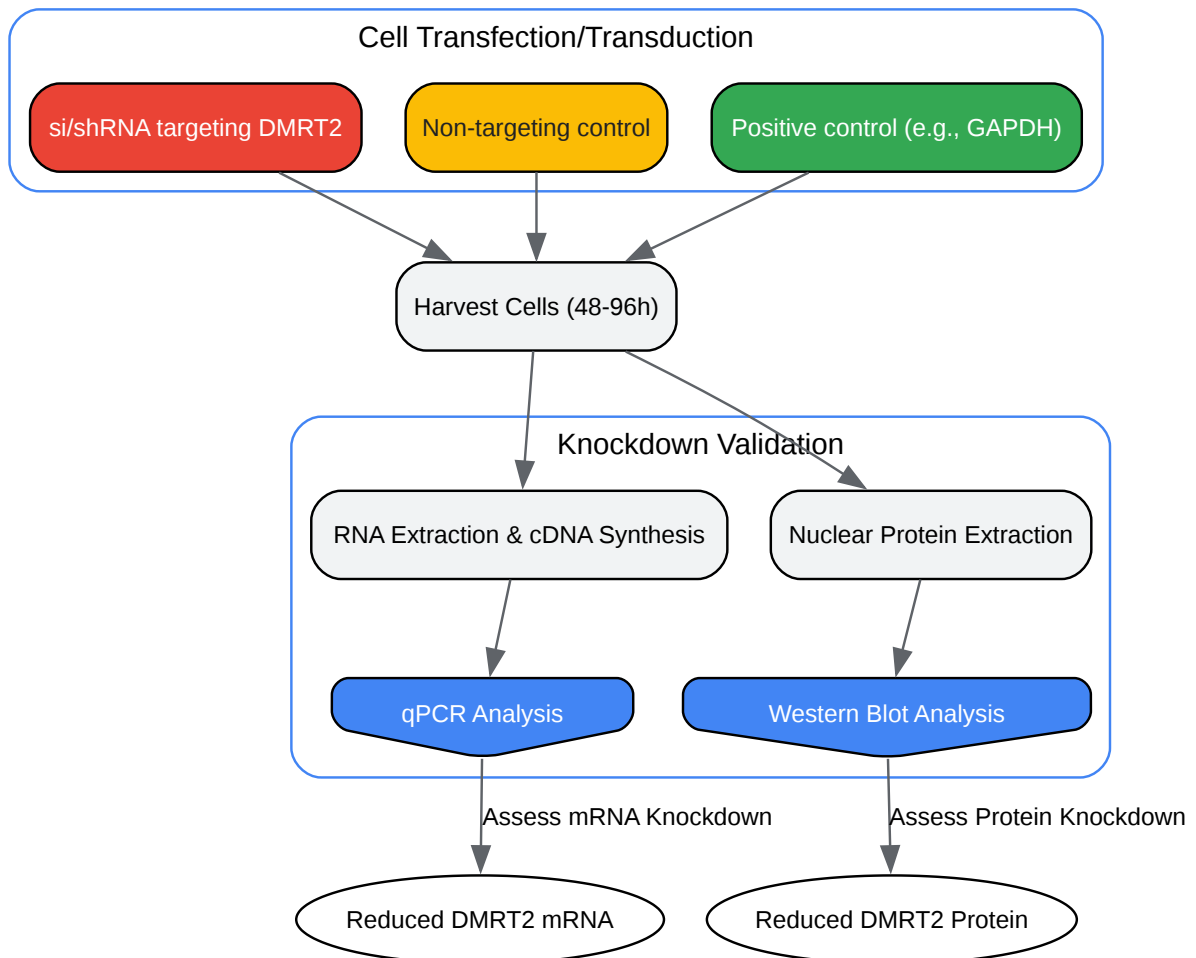 Cell Transfection/Transduction
si/shRNA targeting DMRT2
Non-targeting control
Positive control (e.g., GAPDH)
Harvest Cells (48-96h)
Knockdown Validation
RNA Extraction & cDNA Synthesis
Nuclear Protein Extraction
qPCR Analysis
Western Blot Analysis
Assess mRNA Knockdown
Assess Protein Knockdown
Reduced DMRT2 mRNA
Reduced DMRT2 Protein